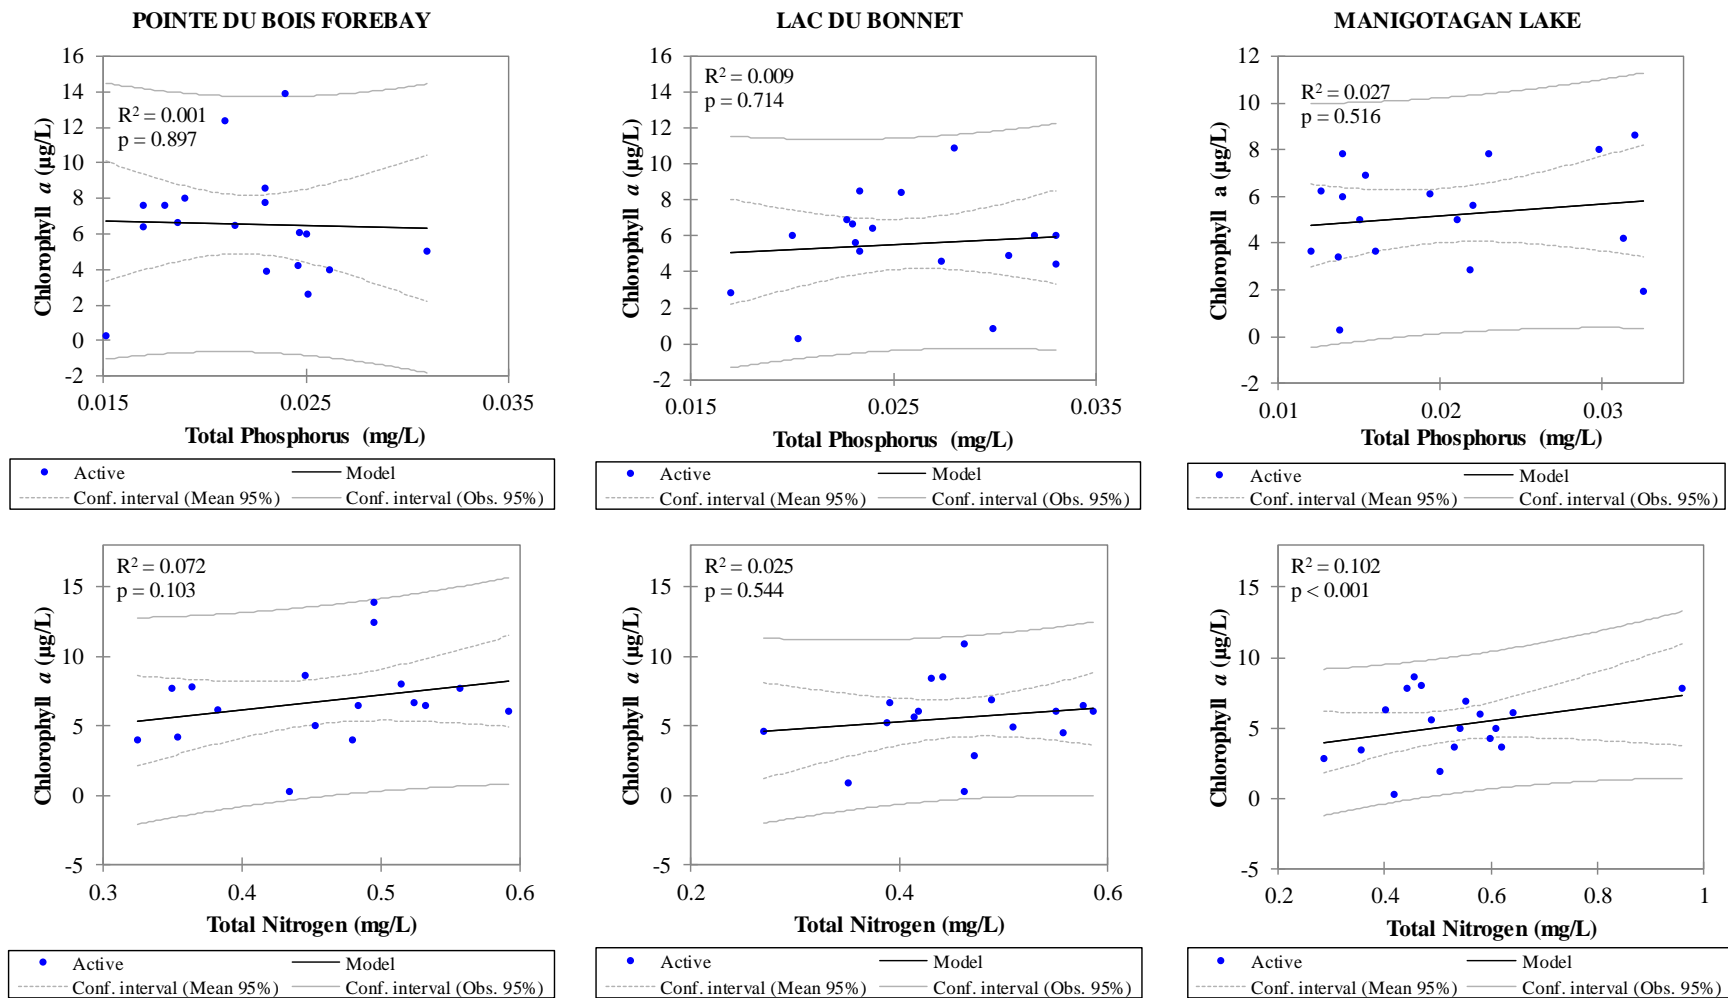 POINTE DU BOIS FOREBAY
16
14
12
10
8
6
4
2
0
-2
R² = 0.001
p = 0.897
Chlorophyll a (µg/L)
0.015 0.025 0.035
Total Phosphorus (mg/L)
Active Model
Conf. interval (Mean 95%) Conf. interval (Obs. 95%)
LAC DU BONNET
16
14
12
10
8
6
4
2
0
-2
R² = 0.009
p = 0.714
Chlorophyll a (µg/L)
0.015 0.025 0.035
Total Phosphorus (mg/L)
Active Model
Conf. interval (Mean 95%) Conf. interval (Obs. 95%)
MANIGOTAGAN LAKE
12
10
8
6
4
2
0
-2
R² = 0.027
p = 0.516
Chlorophyll a (µg/L)
0.01 0.02 0.03
Total Phosphorus (mg/L)
Active Model
Conf. interval (Mean 95%) Conf. interval (Obs. 95%)
15
10
5
0
-5
R² = 0.072
p = 0.103
Chlorophyll a (µg/L)
0.3 0.4 0.5 0.6
Total Nitrogen (mg/L)
Active Model
Conf. interval (Mean 95%) Conf. interval (Obs. 95%)
15
10
5
0
-5
R² = 0.025
p = 0.544
Chlorophyll a (µg/L)
0.2 0.4 0.6
Total Nitrogen (mg/L)
Active Model
Conf. interval (Mean 95%) Conf. interval (Obs. 95%)
15
10
5
0
-5
R² = 0.102
p < 0.001
Chlorophyll a (µg/L)
0.2 0.4 0.6 0.8 1
Total Nitrogen (mg/L)
Active Model
Conf. interval (Mean 95%) Conf. interval (Obs. 95%)